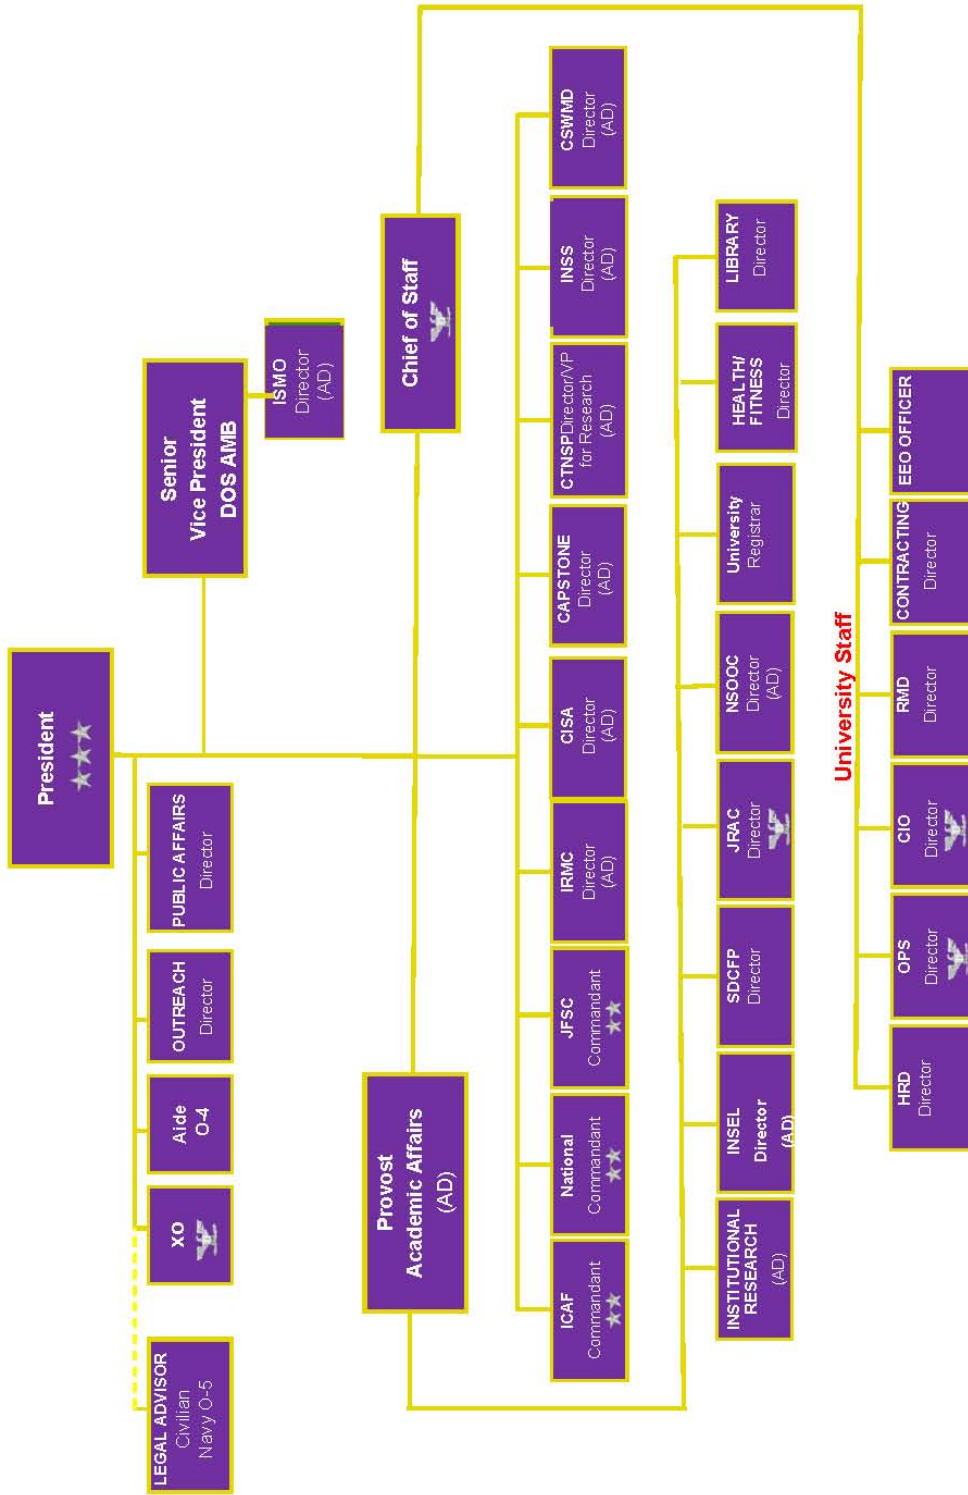 President
Senior
Vice President
DOS AMB
ISMO
Director
(AD)
LEGAL ADVISOR
Civilian
Navy O-5
XO
Aide
O-4
OUTREACH
Director
PUBLIC AFFAIRS
Director
Provost
Academic Affairs
(AD)
Chief of Staff
ICAF
Commandant
National
Commandant
JFSC
Commandant
IRMC
Director
(AD)
CISA
Director
(AD)
CAPSTONE
Director
(AD)
CTNSPDirector/VP
for Research
(AD)
INSS
Director
(AD)
CSWMD
Director
(AD)
INSTITUTIONAL
RESEARCH
(AD)
INSEL
Director
(AD)
SDCFP
Director
JRAC
Director
NSOOC
Director
(AD)
University
Registrar
HEALTH/
FITNESS
Director
LIBRARY
Director
University Staff
HRD
Director
OPS
Director
CIO
Director
RMD
Director
CONTRACTING
Director
EEO OFFICER